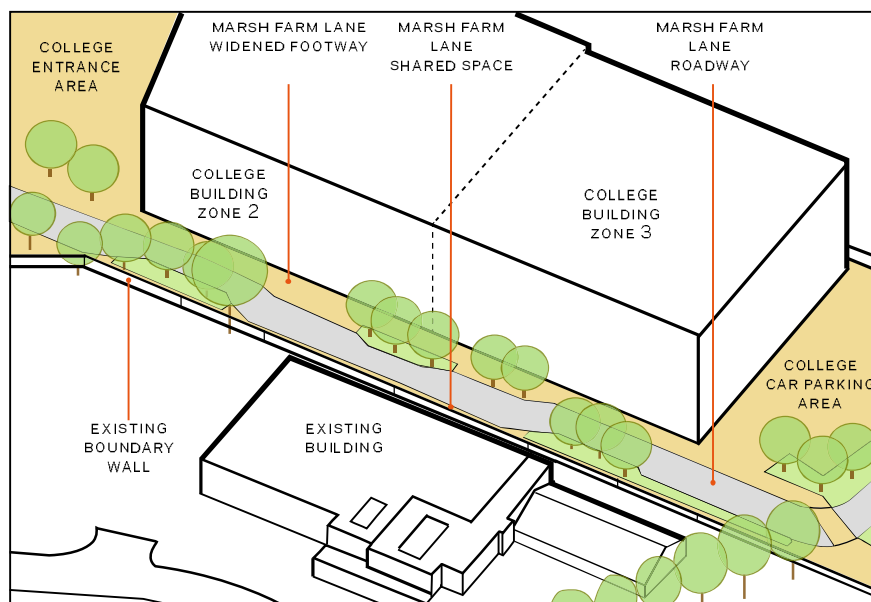 COLLEGE
ENTRANCE
AREA
MARSH FARM LANE
WIDENED FOOTWAY
MARSH FARM
LANE
SHARED SPACE
MARSH FARM
LANE
ROADWAY
COLLEGE
BUILDING
ZONE 2
COLLEGE
BUILDING
ZONE 3
COLLEGE
CAR PARKING
AREA
EXISTING
BOUNDARY
WALL
EXISTING
BUILDING